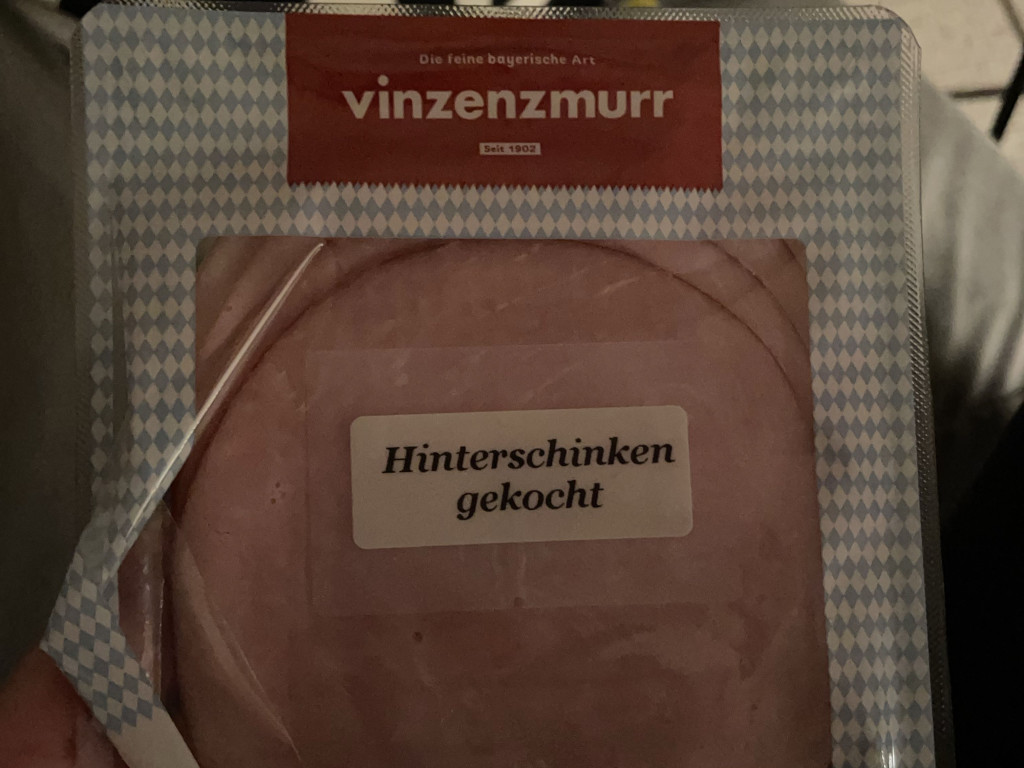 Die feine bayerische Art
vinzenzmurr
Seit 1902
Hinterschinken
gekocht